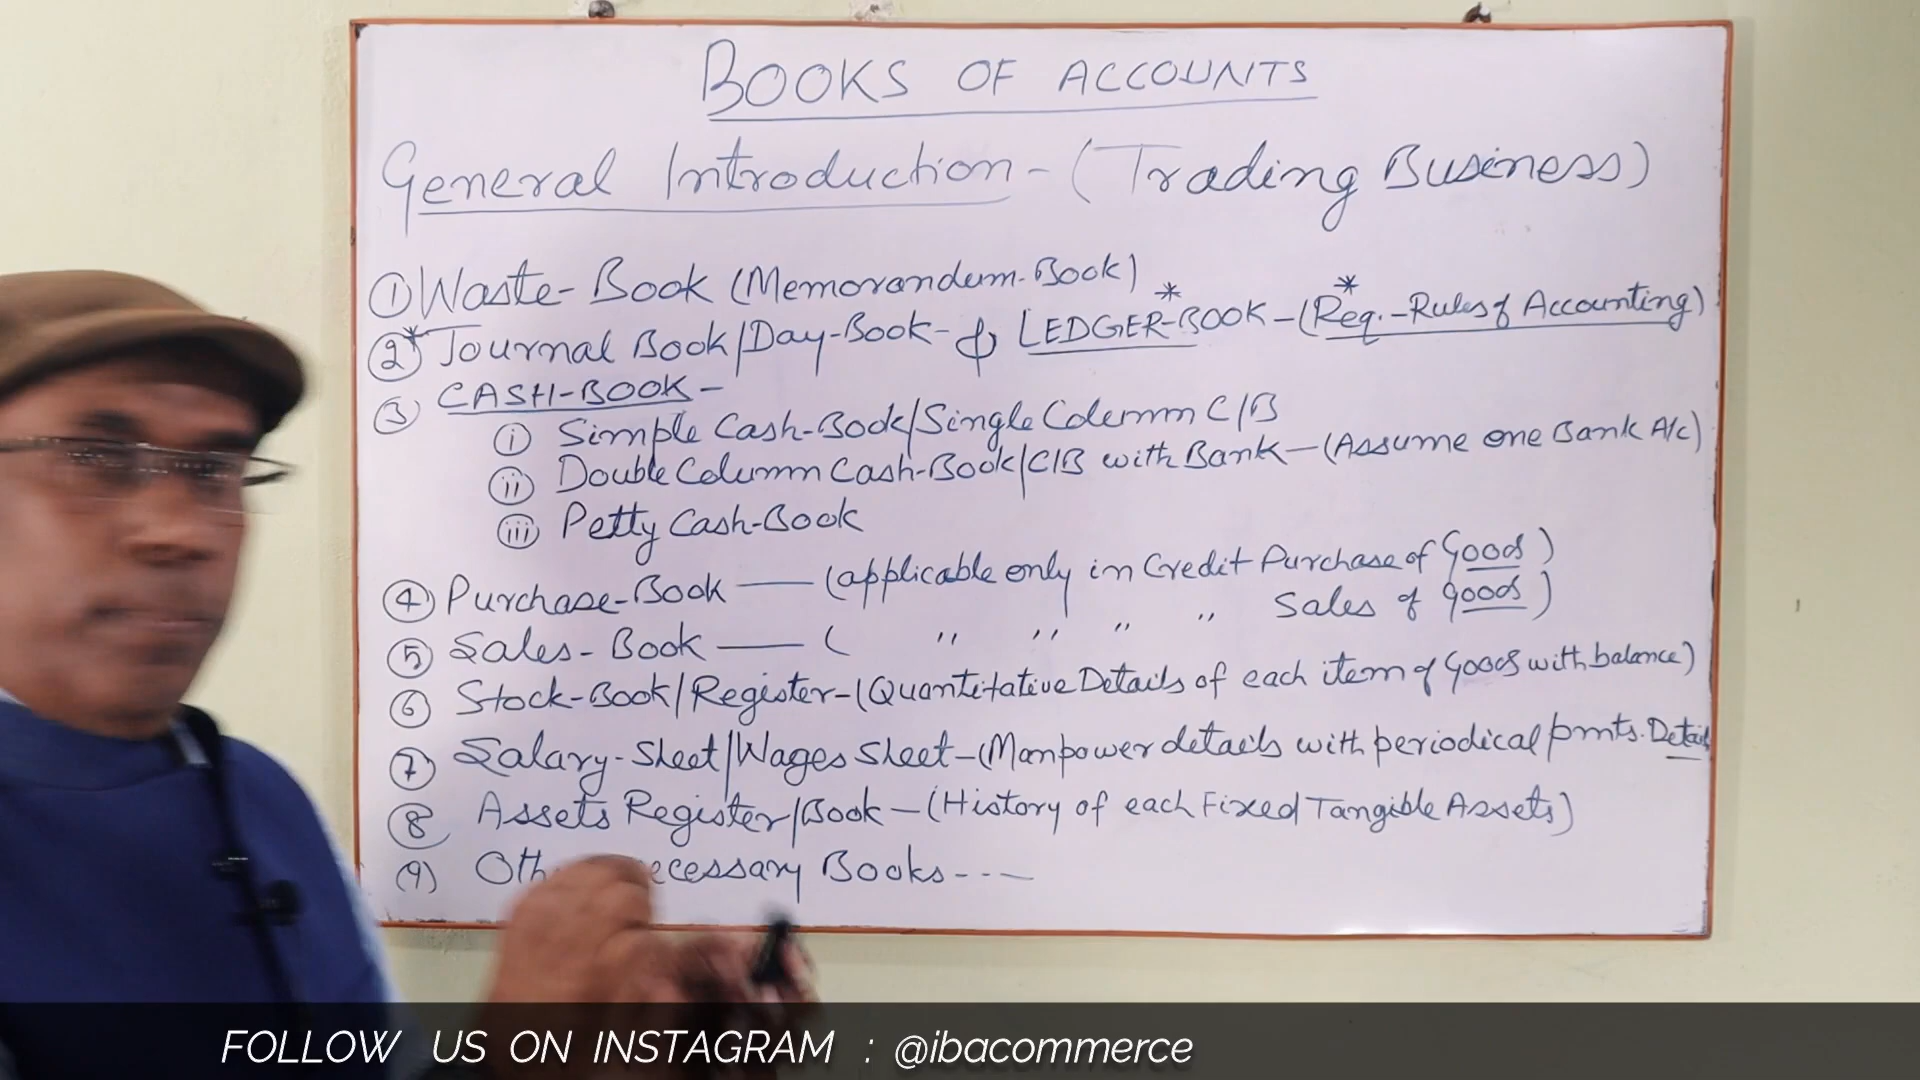 BOOKS OF ACCOUNTS
General Introduction - (Trading Business)
① Waste-Book (Memorandum-Book)
②* Journal Book/Day-Book - & LEDGER*-BOOK - (Req.* - Rules of Accounting)
③ CASH-BOOK -
ⓘ Simple Cash-Book/Single Column C/B
ⓘⓘ Double Column Cash-Book/C/B with Bank - (Assume one Bank A/c)
ⓘⓘⓘ Petty Cash-Book
④ Purchase-Book — (applicable only in Credit Purchase of Goods)
⑤ Sales-Book — ( " " " " Sales of goods)
⑥ Stock-Book/Register - (Quantitative Details of each item of Goods with balance)
⑦ Salary-Sheet/Wages Sheet - (Manpower details with periodical pmts. Details
⑧ Assets Register/Book - (History of each Fixed Tangible Assets)
(9) Oth ecessary Books ---
FOLLOW US ON INSTAGRAM : @ibacommerce